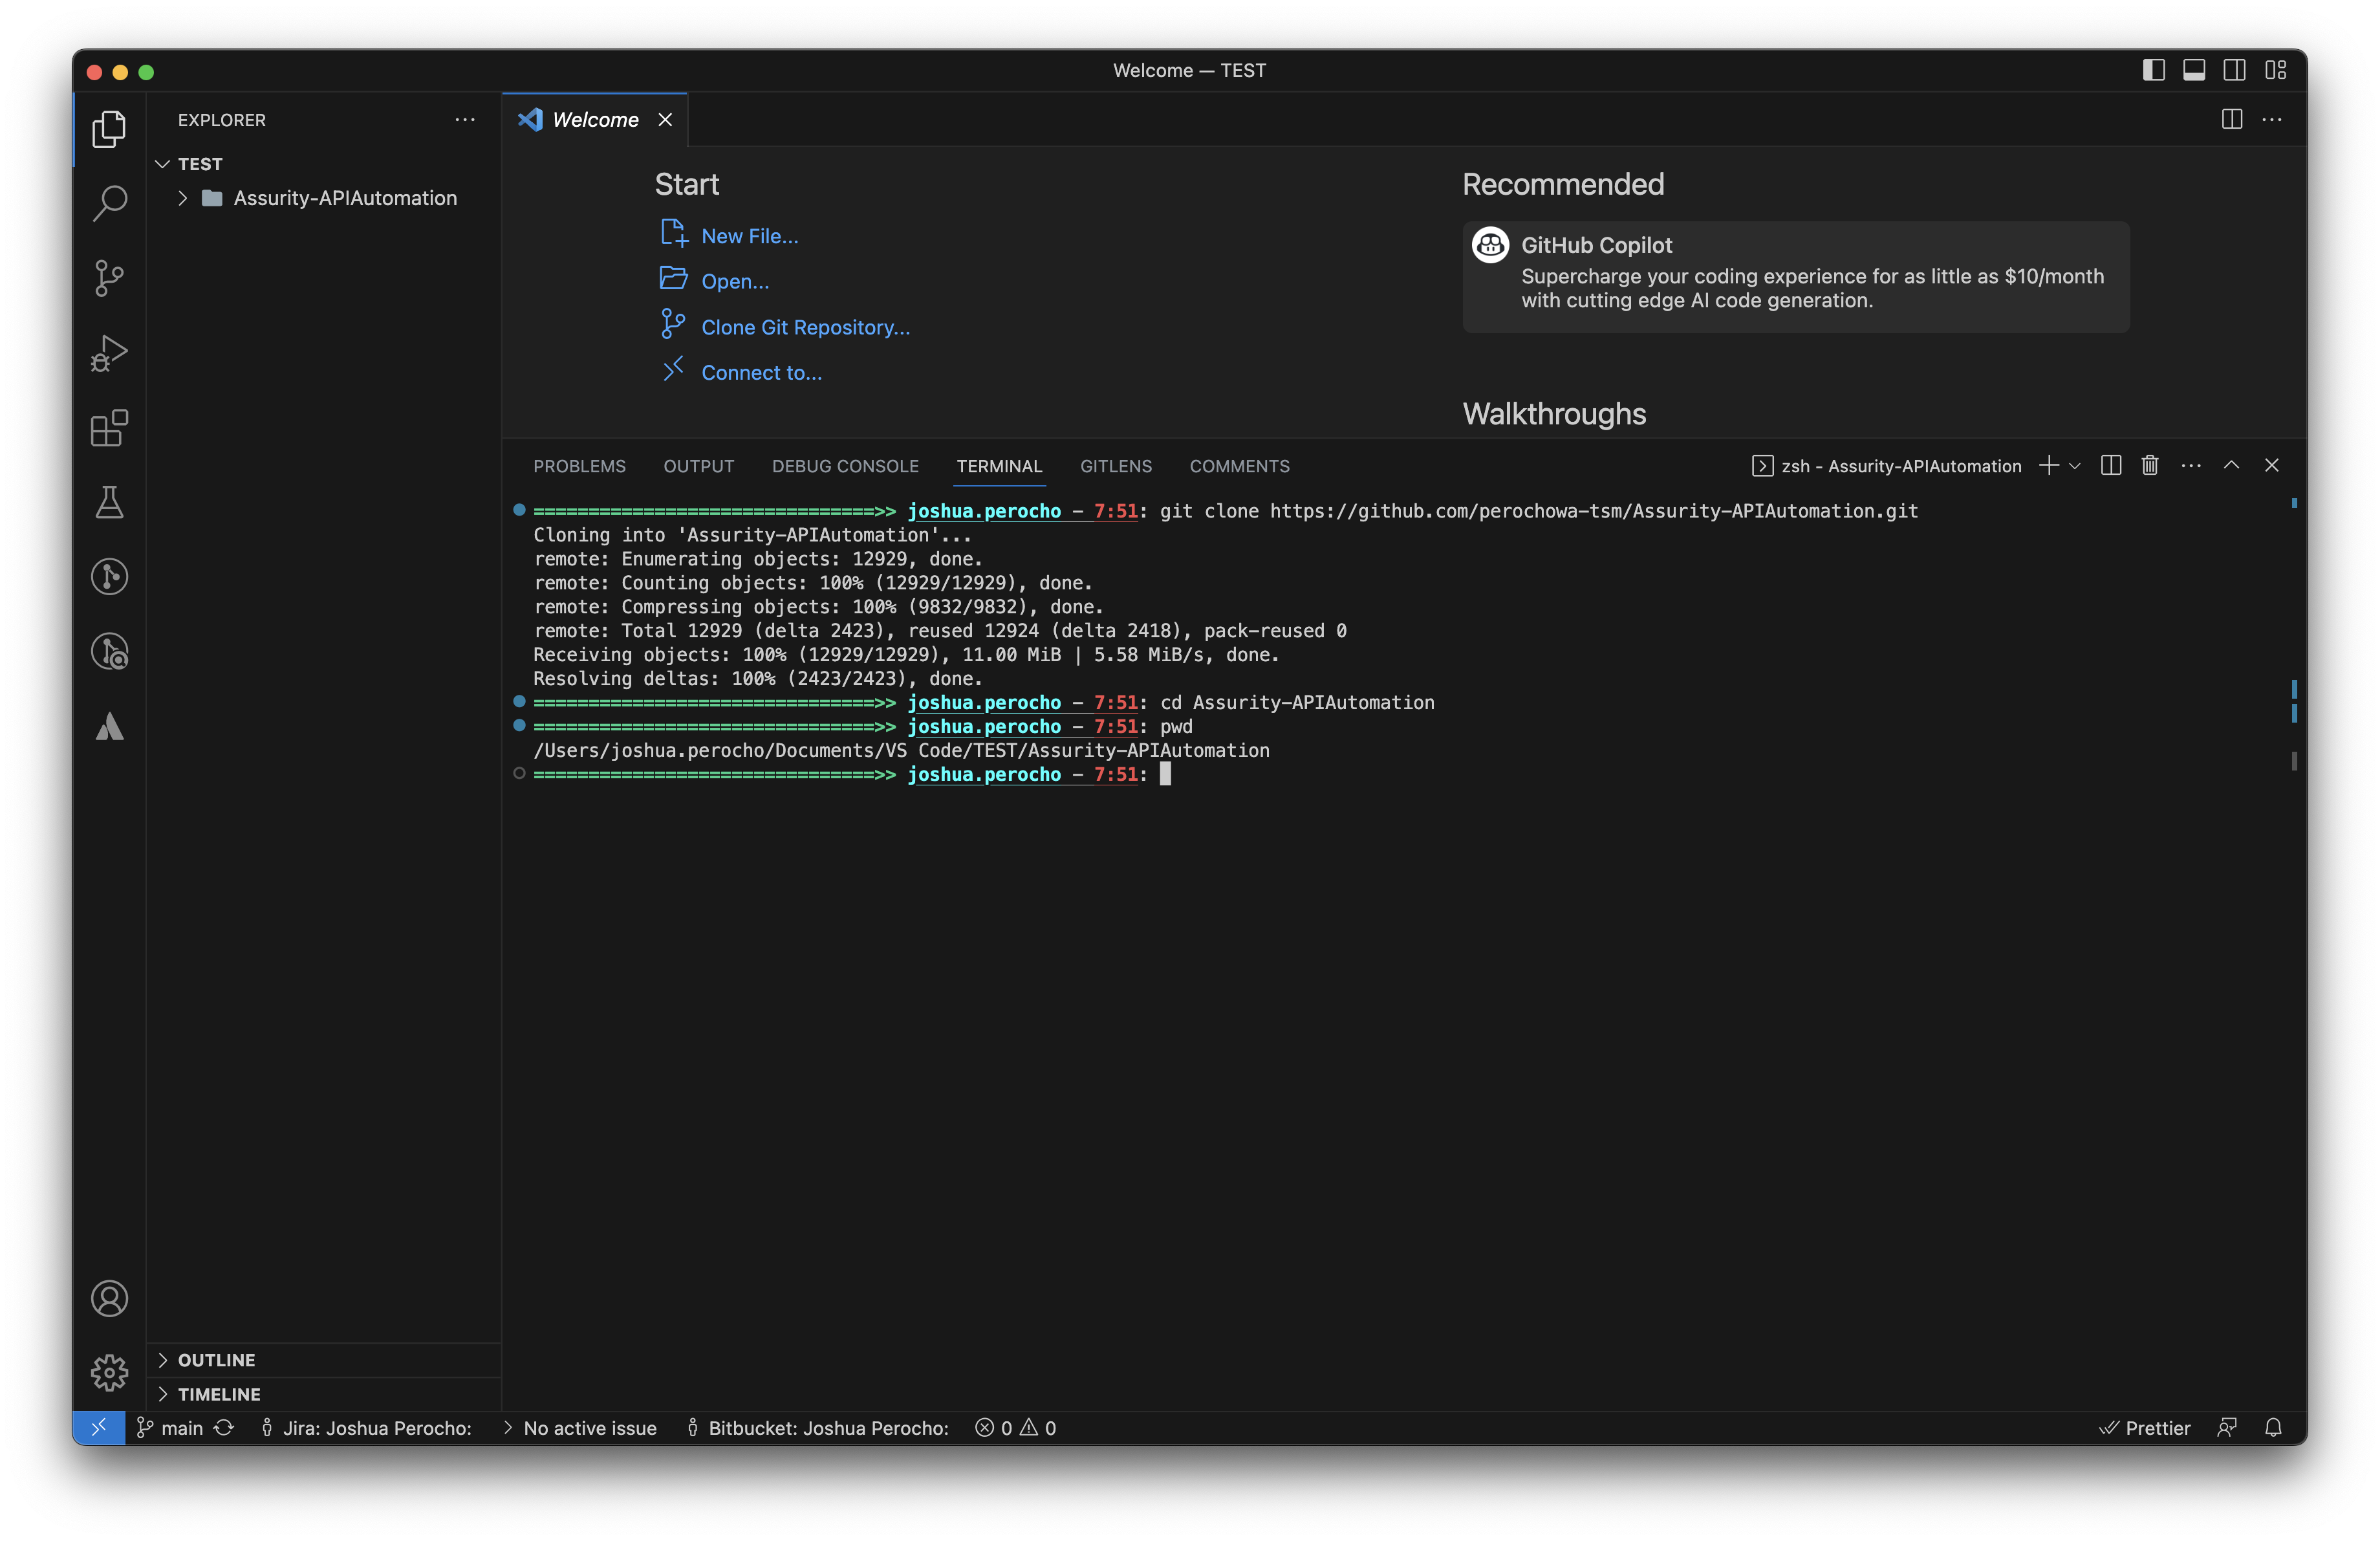 Welcome — TEST
EXPLORER
TEST
Assurity-APIAutomation
Welcome
Start
New File...
Open...
Clone Git Repository...
Connect to...
Recommended
GitHub Copilot
Supercharge your coding experience for as little as $10/month
with cutting edge AI code generation.
Walkthroughs
PROBLEMS OUTPUT DEBUG CONSOLE TERMINAL GITLENS COMMENTS
zsh - Assurity-APIAutomation
===============================>> joshua.perocho – 7:51: git clone https://github.com/perochowa-tsm/Assurity-APIAutomation.git
Cloning into 'Assurity-APIAutomation'...
remote: Enumerating objects: 12929, done.
remote: Counting objects: 100% (12929/12929), done.
remote: Compressing objects: 100% (9832/9832), done.
remote: Total 12929 (delta 2423), reused 12924 (delta 2418), pack-reused 0
Receiving objects: 100% (12929/12929), 11.00 MiB | 5.58 MiB/s, done.
Resolving deltas: 100% (2423/2423), done.
===============================>> joshua.perocho – 7:51: cd Assurity-APIAutomation
===============================>> joshua.perocho – 7:51: pwd
/Users/joshua.perocho/Documents/VS Code/TEST/Assurity-APIAutomation
===============================>> joshua.perocho – 7:51:
OUTLINE
TIMELINE
main Jira: Joshua Perocho: > No active issue Bitbucket: Joshua Perocho: 0 0 Prettier